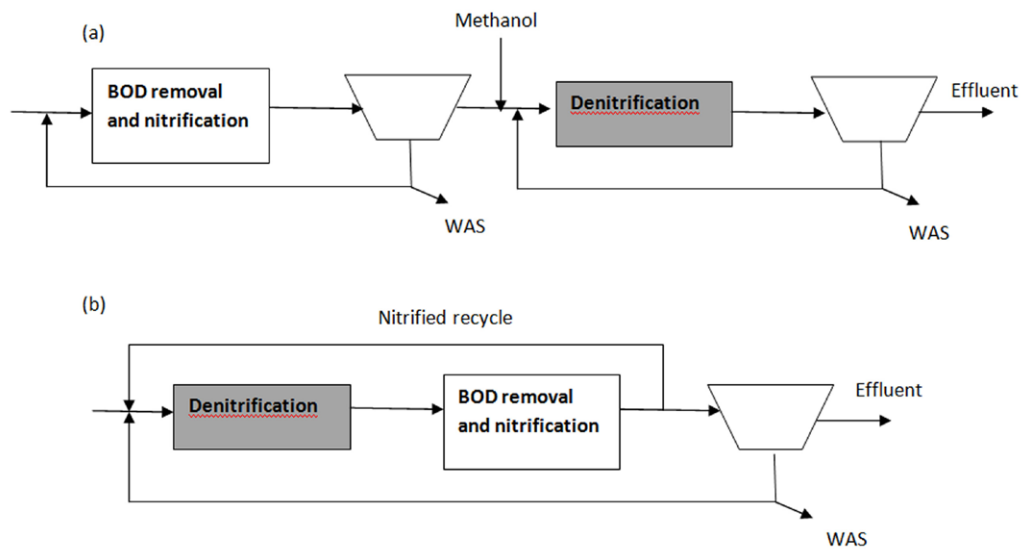 (a)
Methanol
BOD removal
and nitrification
Denitrification
Effluent
WAS
WAS
(b)
Nitrified recycle
Denitrification
BOD removal
and nitrification
Effluent
WAS